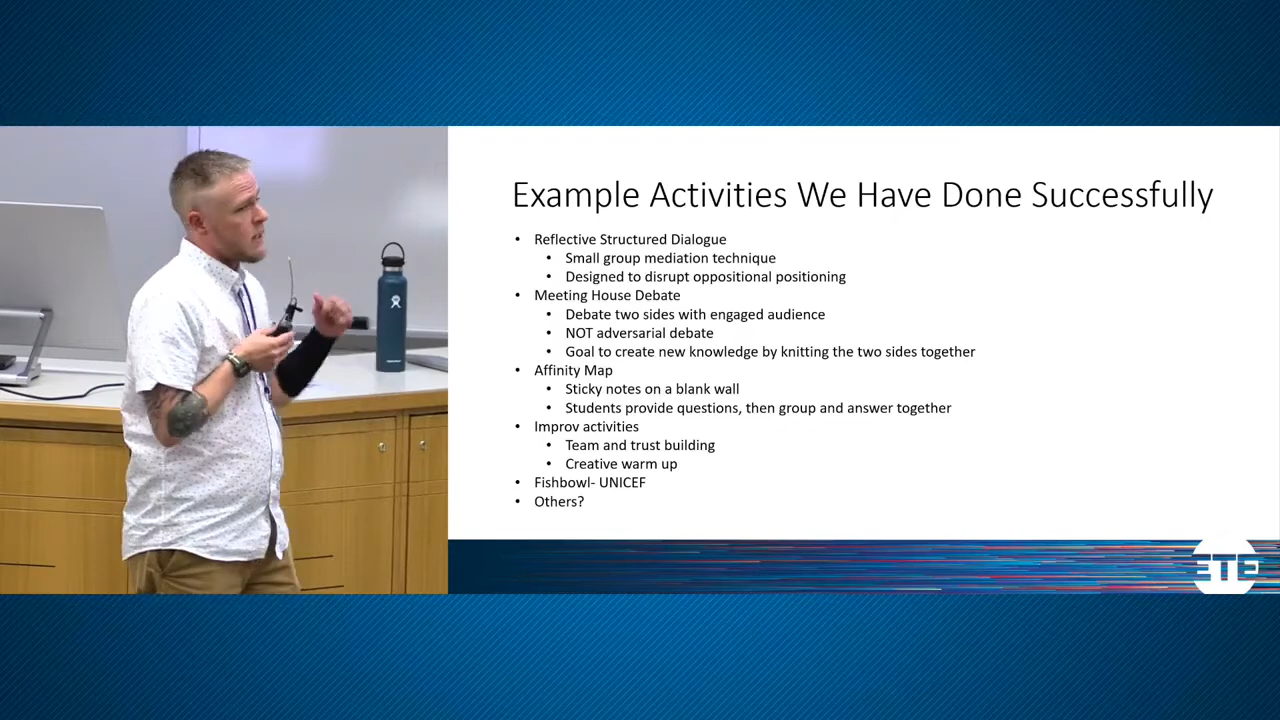 Example Activities We Have Done Successfully
• Reflective Structured Dialogue
• Small group mediation technique
• Designed to disrupt oppositional positioning
• Meeting House Debate
• Debate two sides with engaged audience
• NOT adversarial debate
• Goal to create new knowledge by knitting the two sides together
• Affinity Map
• Sticky notes on a blank wall
• Students provide questions, then group and answer together
• Improv activities
• Team and trust building
• Creative warm up
• Fishbowl- UNICEF
• Others?